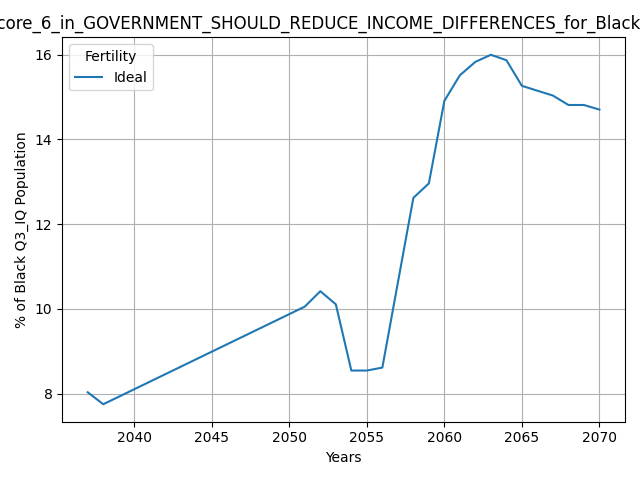 core_6_in_GOVERNMENT_SHOULD_REDUCE_INCOME_DIFFERENCES_for_Black
Fertility
Ideal
% of Black Q3_IQ Population
16
14
12
10
8
2040 2045 2050 2055 2060 2065 2070
Years